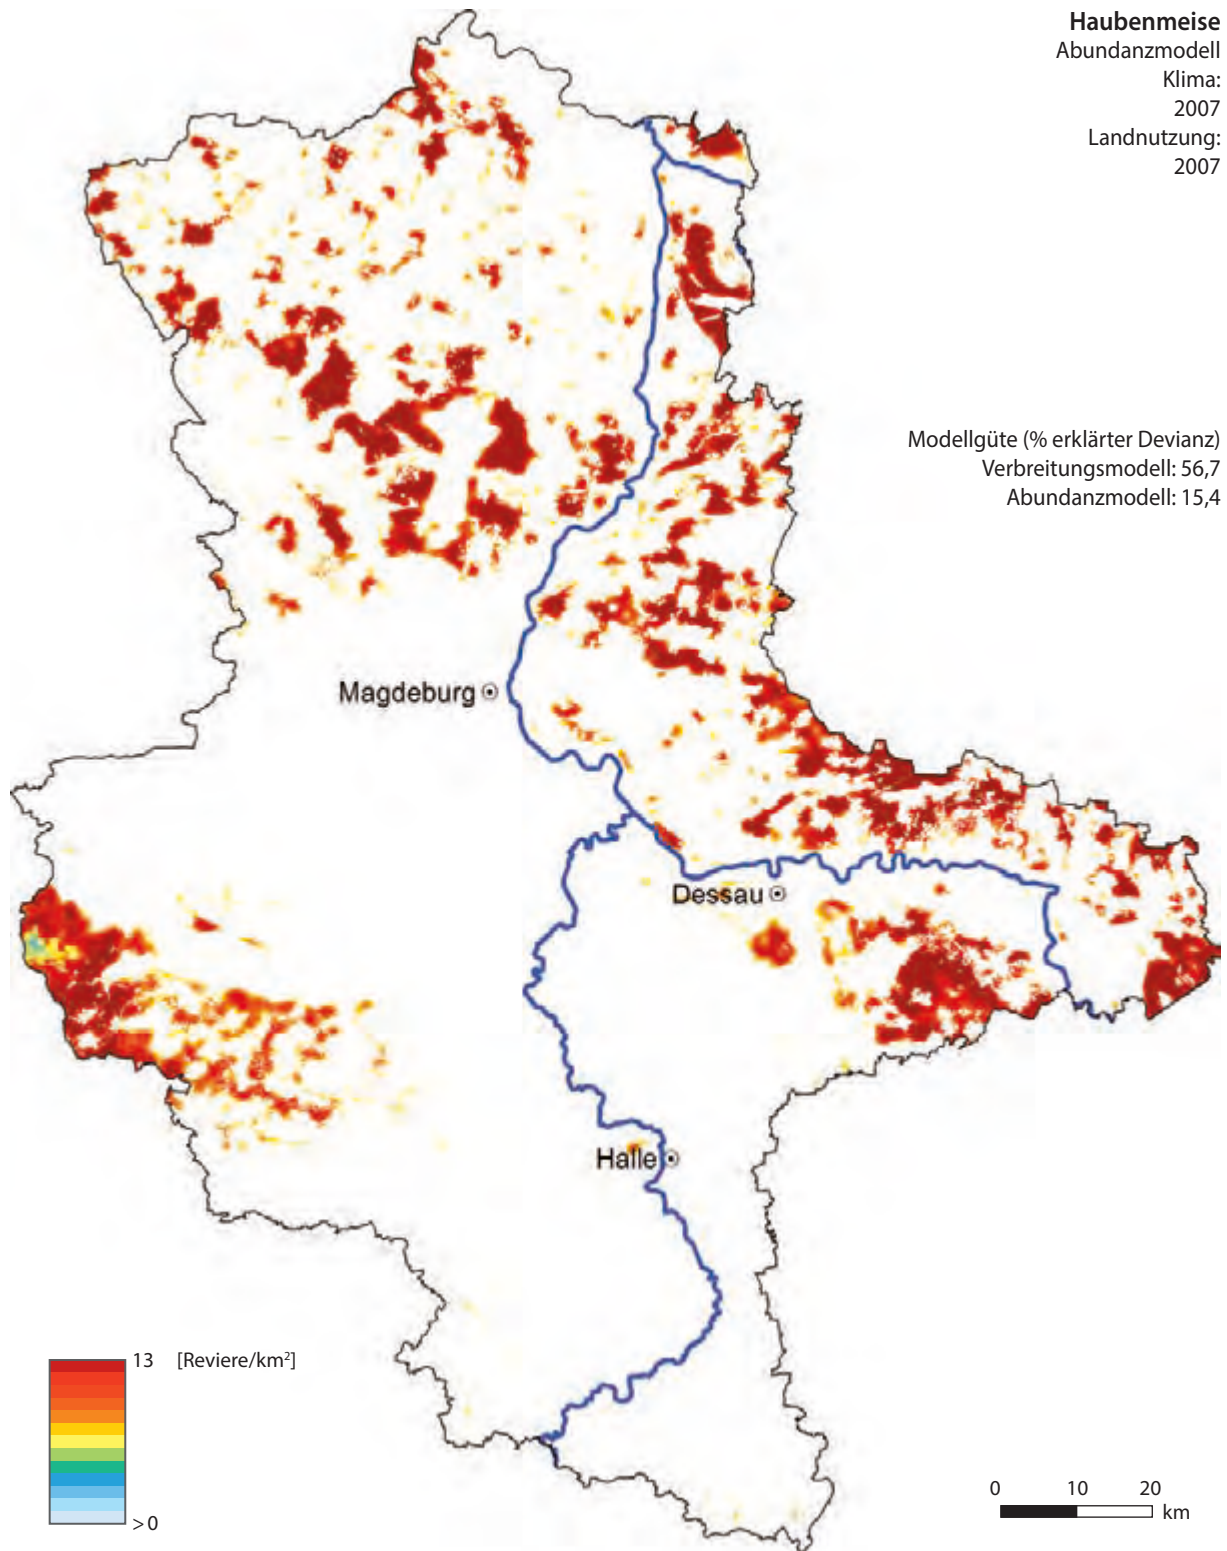 Haubenmeise
Abundanzmodell
Klima:
2007
Landnutzung:
2007
Modellgüte (% erklärter Devianz)
Verbreitungsmodell: 56,7
Abundanzmodell: 15,4
Magdeburg
Dessau
Halle
13 [Reviere/km²]
>0
0 10 20
km